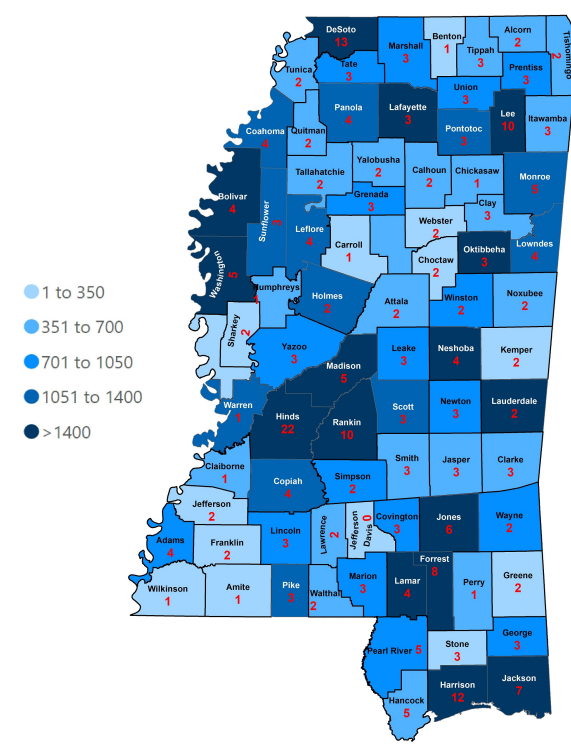 DeSoto
13
Marshall
3
Benton
1
Tippah
3
Alcorn
2
Tishomingo
2
Prentiss
3
Tunica
2
Tate
3
Panola
4
Lafayette
3
Union
3
Lee
10
Pontotoc
3
Itawamba
3
Coahoma
4
Quitman
2
Yalobusha
2
Tallahatchie
2
Calhoun
2
Chickasaw
1
Monroe
Bolivar
4
Sunflower
3
Grenada
3
Leflore
4
Clay
3
Webster
2
Carroll
1
Oktibbeha
3
Lowndes
4
Choctaw
2
Washington
5
Humphreys
Holmes
2
Attala
2
Winston
2
Noxubee
2
1 to 350
351 to 700
701 to 1050
1051 to 1400
>1400
Sharkey
2
Yazoo
3
Madison
5
Leake
3
Neshoba
4
Kemper
2
Warren
1
Hinds
22
Rankin
10
Scott
3
Newton
3
Lauderdale
2
Claiborne
1
Copiah
4
Simpson
2
Smith
3
Jasper
3
Clarke
3
Jefferson
2
Adams
4
Franklin
2
Lincoln
3
Lawrence
2
Jefferson
Davis
0
Covington
3
Jones
6
Wayne
2
Wilkinson
1
Amite
1
Pike
3
Walthal
2
Marion
3
Lamar
4
Forrest
8
Perry
1
Greene
2
Pearl River 5
Stone
3
George
3
Hancock
5
Harrison
12
Jackson
7